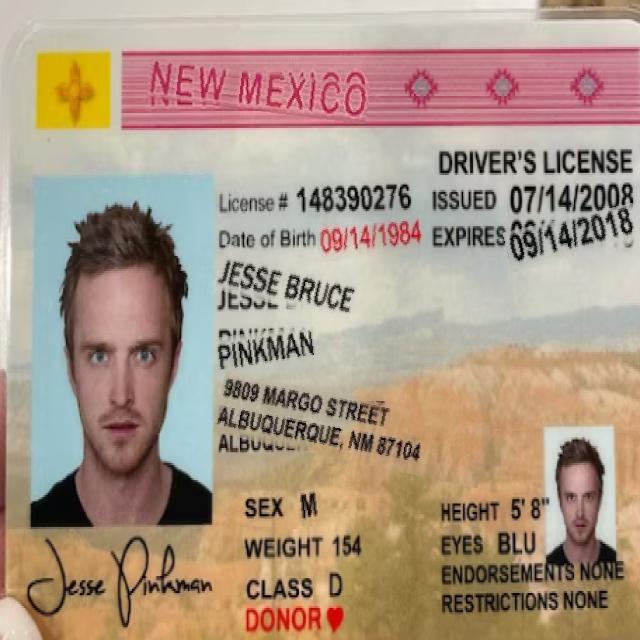 NEW MEXICO
DRIVER'S LICENSE
License # 148390276 ISSUED 07/14/2008
Date of Birth 09/14/1984 EXPIRES 09/14/2018
JESSE BRUCE
PINKMAN
9809 MARGO STREET
ALBUQUERQUE, NM 87104
SEX M HEIGHT 5' 8"
WEIGHT 154 EYES BLU
CLASS D ENDORSEMENTS NONE
DONOR♥ RESTRICTIONS NONE
Jesse Pinkman